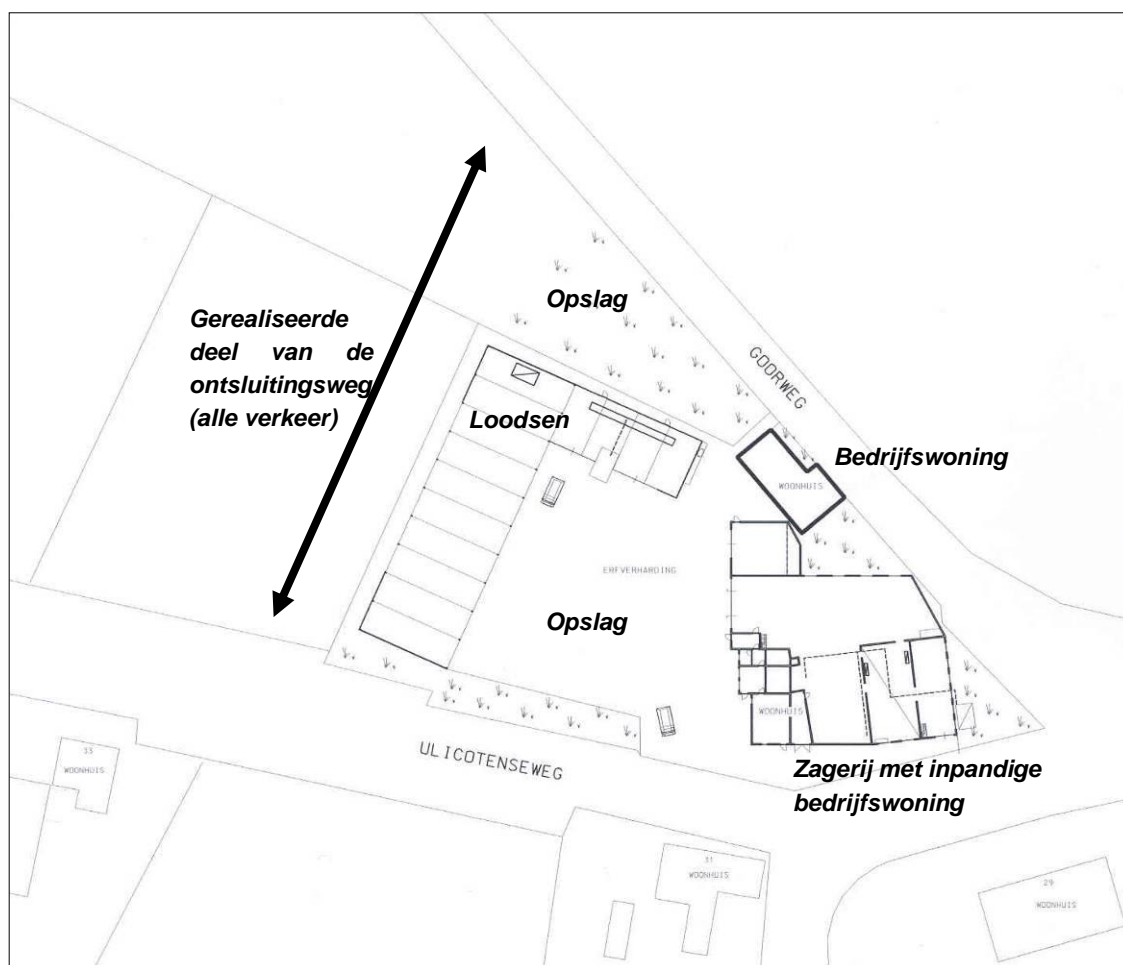 Opslag
Gerealiseerde
deel van de
ontsluitingsweg
(alle verkeer)
GOORWEG
Loodsen
Bedrijfswoning
WOONHUIS
ERFVERHARDING
Opslag
WOONHUIS
ULICOTENSEWEG
33
WOONHUIS
Zagerij met inpandige
bedrijfswoning
31
WOONHUIS
29
WOONHUIS